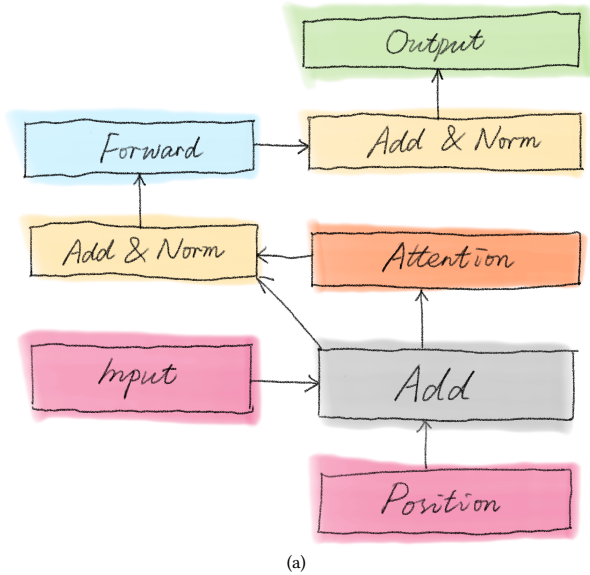 Output
Forward
Add & Norm
Add & Norm
Attention
Input
Add
Position
(a)